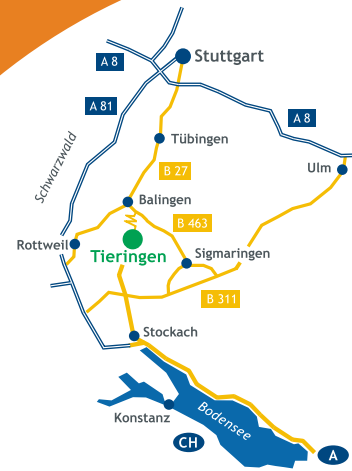 Stuttgart
A 8
A 81
A 8
Schwarzwald
Tübingen
Ulm
B 27
Balingen
B 463
Rottweil
Tieringen
Sigmaringen
B 311
Stockach
Konstanz
Bodensee
CH
A